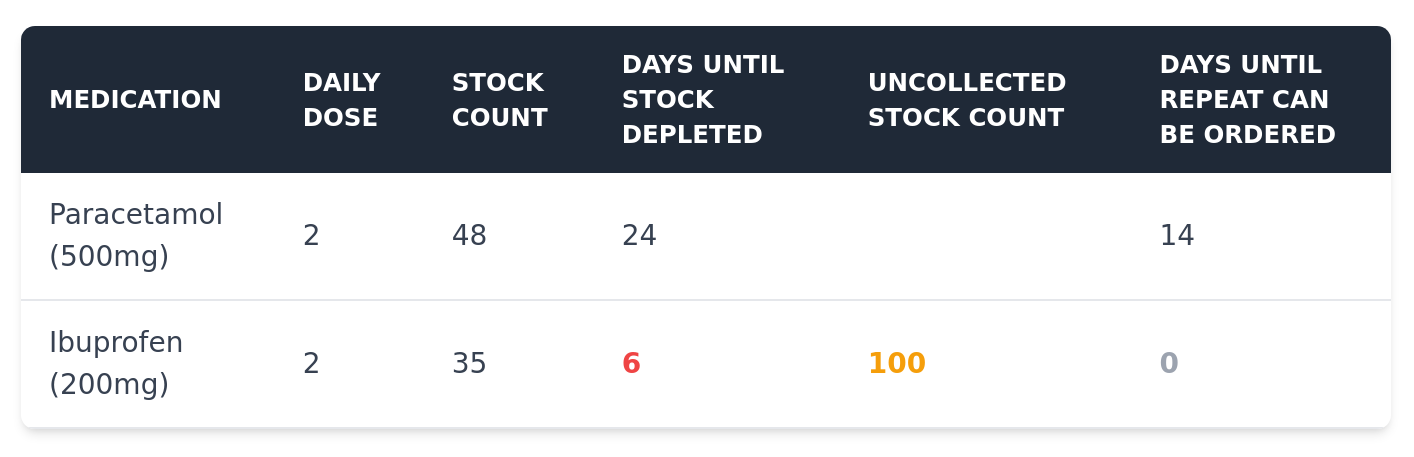 MEDICATION
DAILY
DOSE
STOCK
COUNT
DAYS UNTIL
STOCK
DEPLETED
UNCOLLECTED
STOCK COUNT
DAYS UNTIL
REPEAT CAN
BE ORDERED
Paracetamol
(500mg)
2
48
24
14
Ibuprofen
(200mg)
2
35
6
100
0